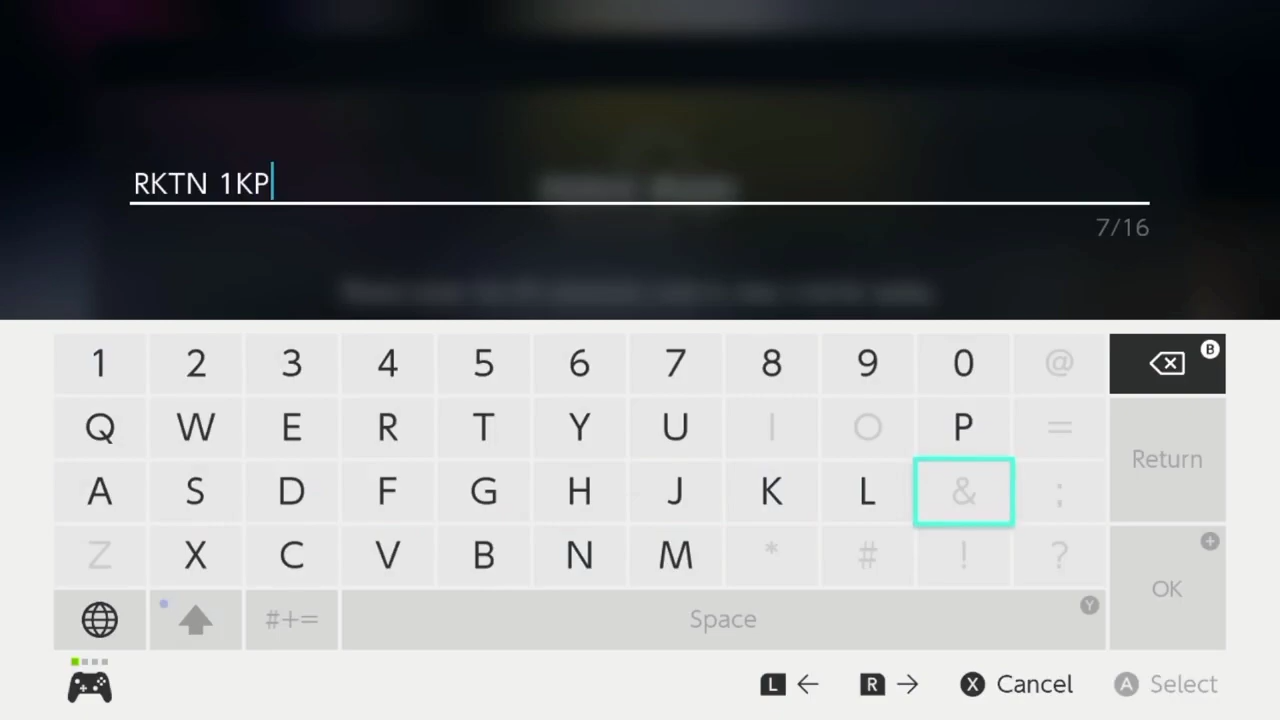 RKTN 1KP
7/16
1 2 3 4 5 6 7 8 9 0 @ B
Q W E R T Y U I O P = Return
A S D F G H J K L & ;
Z X C V B N M * # ! ? + OK
#+= Space Y
L ← R → X Cancel A Select